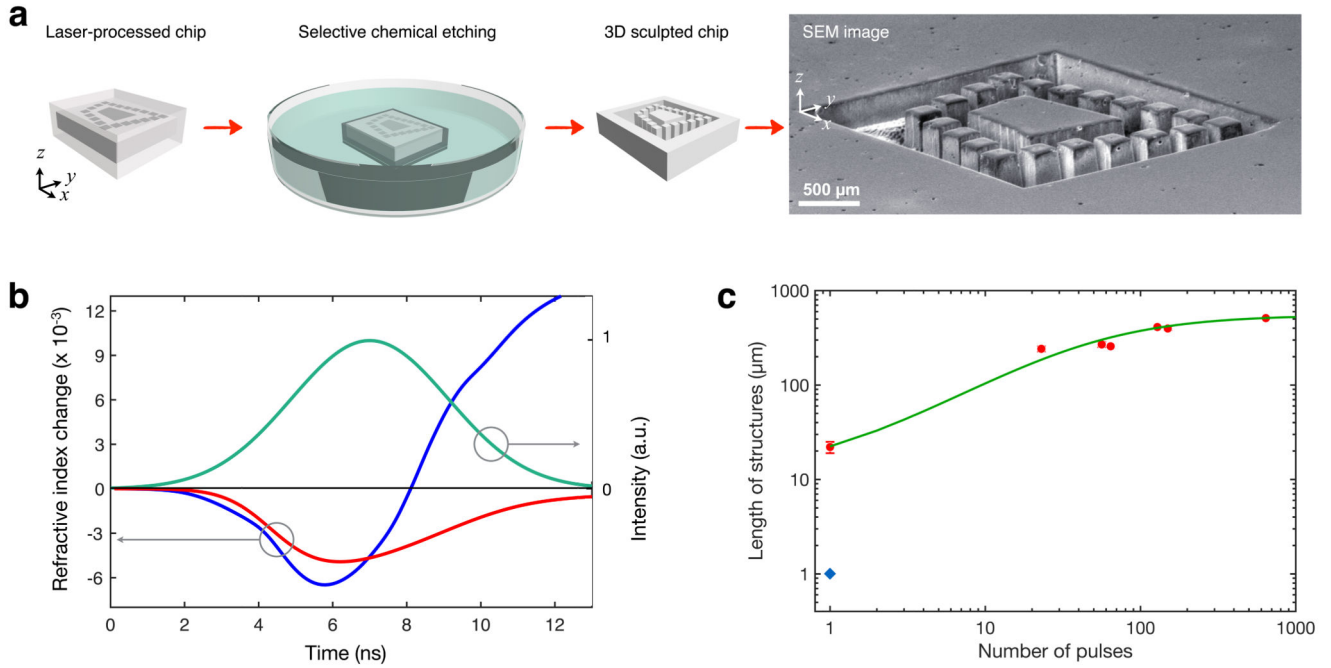 a
Laser-processed chip
Selective chemical etching
3D sculpted chip
SEM image
z
y
x
z
y
x
500 µm
b
Refractive index change (x 10⁻³)
12
9
6
3
0
-3
-6
0
2
4
6
8
10
12
Time (ns)
1
0
Intensity (a.u.)
c
Length of structures (µm)
1000
100
10
1
1
10
100
1000
Number of pulses